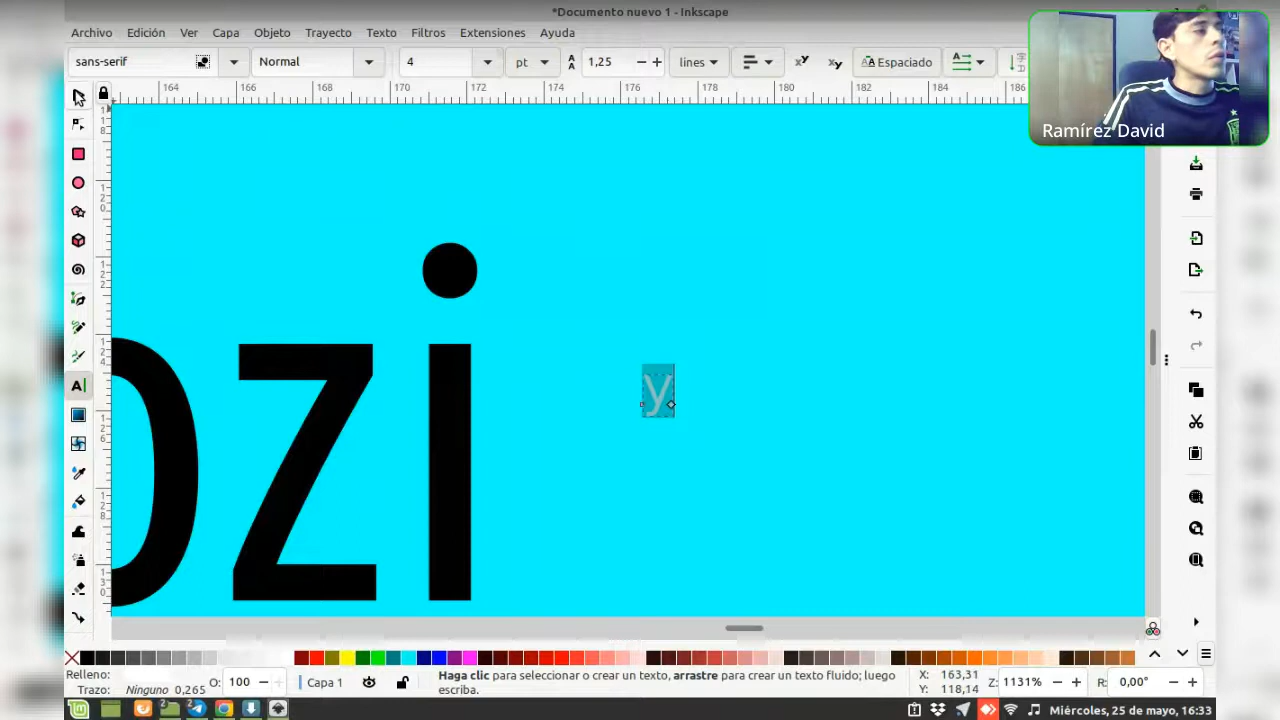 *Documento nuevo 1 - Inkscape
Archivo Edición Ver Capa Objeto Trayecto Texto Filtros Extensiones Ayuda
sans-serif Normal 4 pt 1,25 lines Espaciado
164 166 168 170 172 174 176 178 180 182 184 186
Ramírez David
ozi
y
Relleno:
Trazo: Ninguno 0,265
O: 100
Capa 1
Haga clic para seleccionar o crear un texto, arrastre para crear un texto fluido; luego
escriba.
X: 163,31
Y: 118,14
Z: 1131%
R: 0,00°
Miércoles, 25 de mayo, 16:33